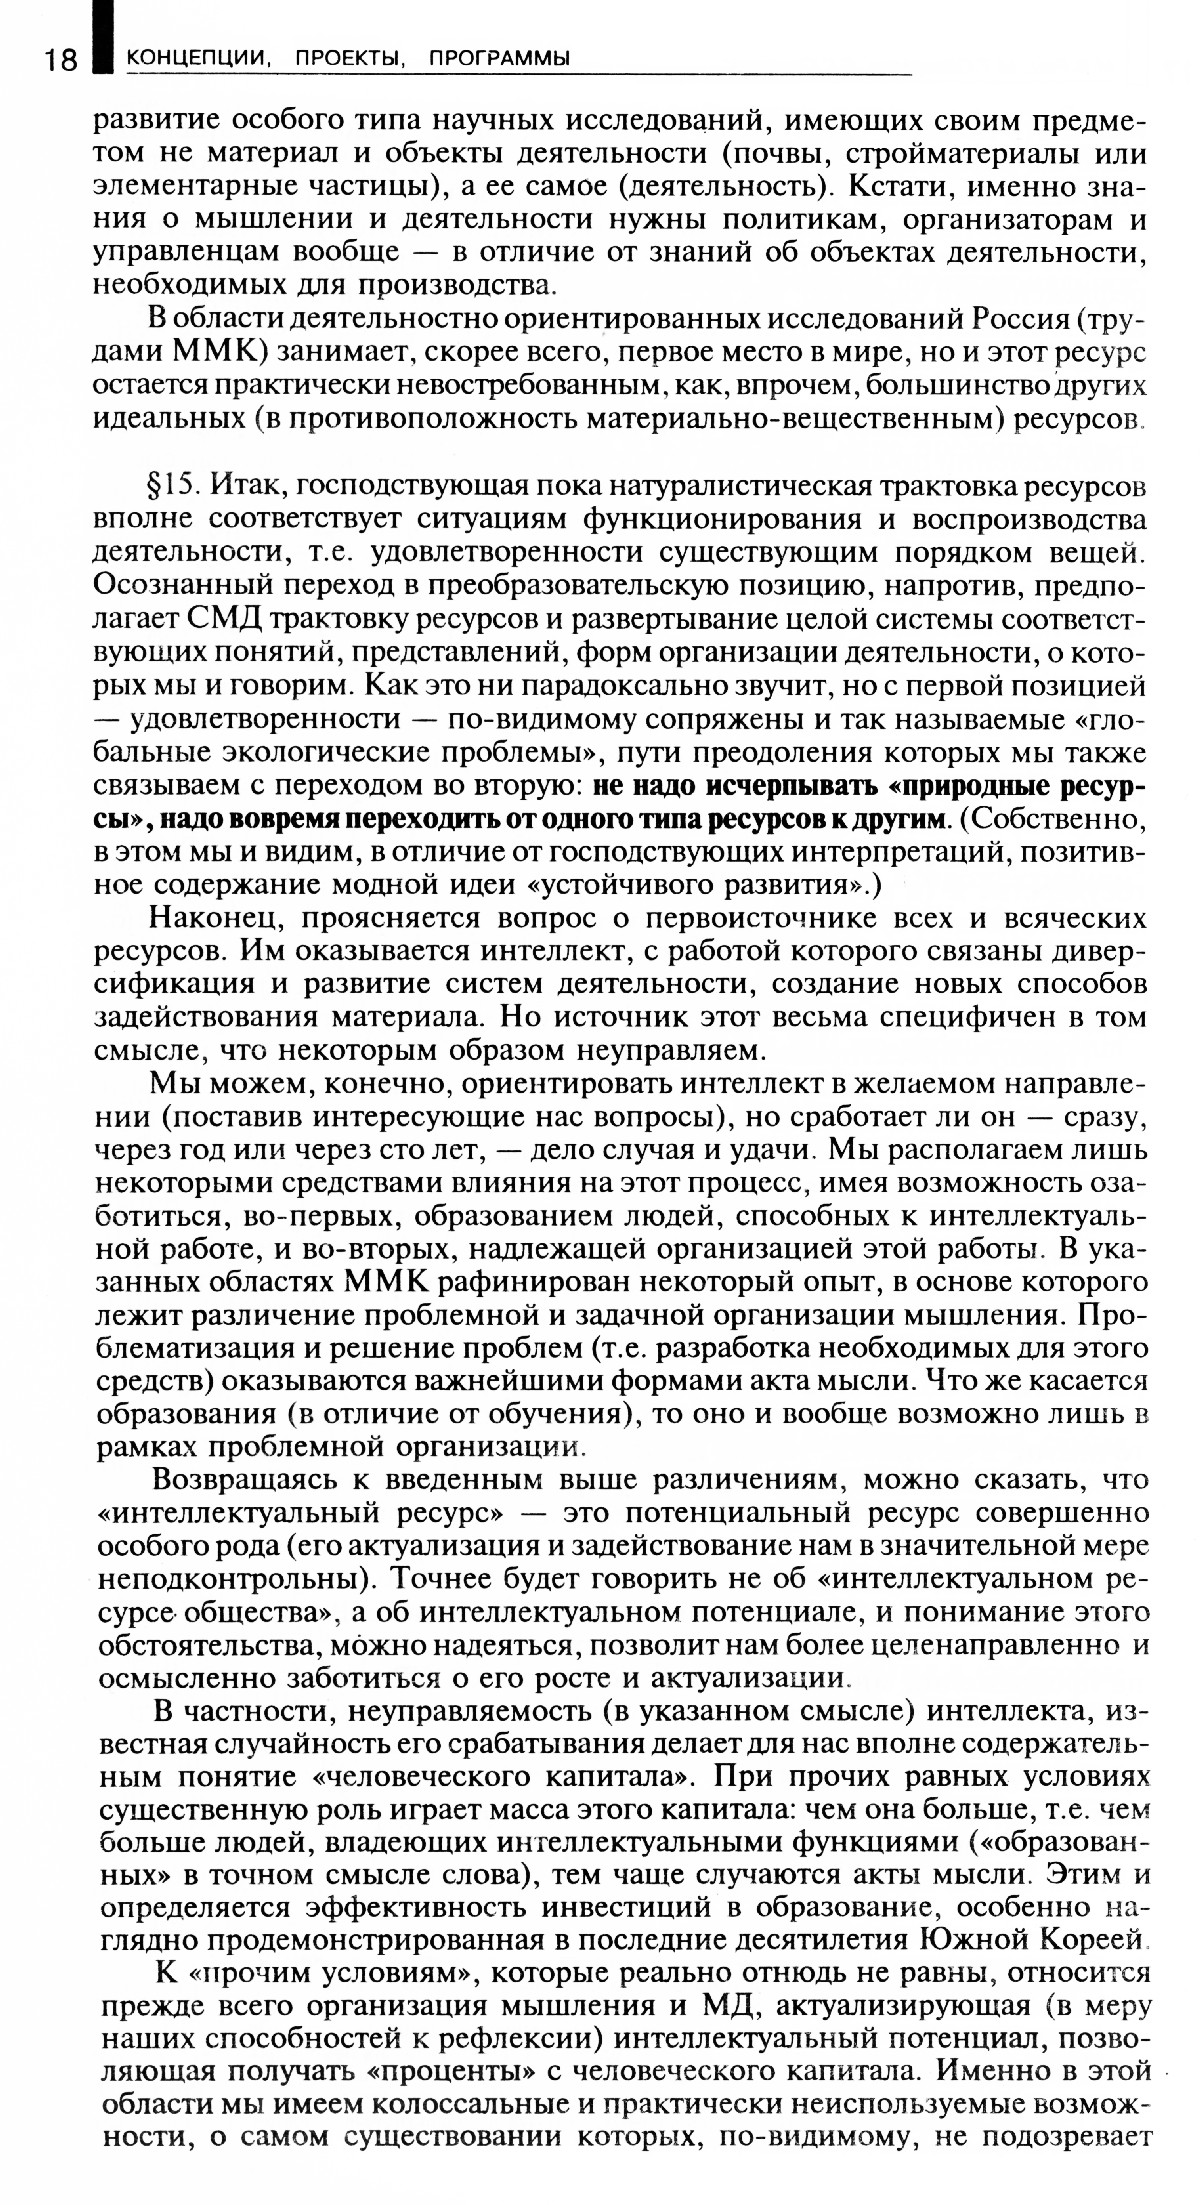 18 КОНЦЕПЦИИ, ПРОЕКТЫ, ПРОГРАММЫ
развитие особого типа научных исследований, имеющих своим предме-
том не материал и объекты деятельности (почвы, стройматериалы или
элементарные частицы), а ее самое (деятельность). Кстати, именно зна-
ния о мышлении и деятельности нужны политикам, организаторам и
управленцам вообще — в отличие от знаний об объектах деятельности,
необходимых для производства.
В области деятельностно ориентированных исследований Россия (тру-
дами ММК) занимает, скорее всего, первое место в мире, но и этот ресурс
остается практически невостребованным, как, впрочем, большинство других
идеальных (в противоположность материально-вещественным) ресурсов.
§15. Итак, господствующая пока натуралистическая трактовка ресурсов
вполне соответствует ситуациям функционирования и воспроизводства
деятельности, т.е. удовлетворенности существующим порядком вещей.
Осознанный переход в преобразовательскую позицию, напротив, предпо-
лагает СМД трактовку ресурсов и развертывание целой системы соответст-
вующих понятий, представлений, форм организации деятельности, о кото-
рых мы и говорим. Как это ни парадоксально звучит, но с первой позицией
— удовлетворенности — по-видимому сопряжены и так называемые «гло-
бальные экологические проблемы», пути преодоления которых мы также
связываем с переходом во вторую: не надо исчерпывать «природные ресур-
сы», надо вовремя переходить от одного типа ресурсов к другим. (Собственно,
в этом мы и видим, в отличие от господствующих интерпретаций, позитив-
ное содержание модной идеи «устойчивого развития».)
Наконец, проясняется вопрос о первоисточнике всех и всяческих
ресурсов. Им оказывается интеллект, с работой которого связаны дивер-
сификация и развитие систем деятельности, создание новых способов
задействования материала. Но источник этот весьма специфичен в том
смысле, что некоторым образом неуправляем.
Мы можем, конечно, ориентировать интеллект в желаемом направле-
нии (поставив интересующие нас вопросы), но сработает ли он — сразу,
через год или через сто лет, — дело случая и удачи. Мы располагаем лишь
некоторыми средствами влияния на этот процесс, имея возможность оза-
ботиться, во-первых, образованием людей, способных к интеллектуаль-
ной работе, и во-вторых, надлежащей организацией этой работы. В ука-
занных областях ММК рафинирован некоторый опыт, в основе которого
лежит различение проблемной и задачной организации мышления. Про-
блематизация и решение проблем (т.е. разработка необходимых для этого
средств) оказываются важнейшими формами акта мысли. Что же касается
образования (в отличие от обучения), то оно и вообще возможно лишь в
рамках проблемной организации.
Возвращаясь к введенным выше различениям, можно сказать, что
«интеллектуальный ресурс» — это потенциальный ресурс совершенно
особого рода (его актуализация и задействование нам в значительной мере
неподконтрольны). Точнее будет говорить не об «интеллектуальном ре-
сурсе общества», а об интеллектуальном потенциале, и понимание этого
обстоятельства, можно надеяться, позволит нам более целенаправленно и
осмысленно заботиться о его росте и актуализации.
В частности, неуправляемость (в указанном смысле) интеллекта, из-
вестная случайность его срабатывания делает для нас вполне содержатель-
ным понятие «человеческого капитала». При прочих равных условиях
существенную роль играет масса этого капитала: чем она больше, т.е. чем
больше людей, владеющих интеллектуальными функциями («образован-
ных» в точном смысле слова), тем чаще случаются акты мысли. Этим и
определяется эффективность инвестиций в образование, особенно на-
глядно продемонстрированная в последние десятилетия Южной Кореей.
К «прочим условиям», которые реально отнюдь не равны, относится
прежде всего организация мышления и МД, актуализирующая (в меру
наших способностей к рефлексии) интеллектуальный потенциал, позво-
ляющая получать «проценты» с человеческого капитала. Именно в этой
области мы имеем колоссальные и практически неиспользуемые возмож-
ности, о самом существовании которых, по-видимому, не подозревает